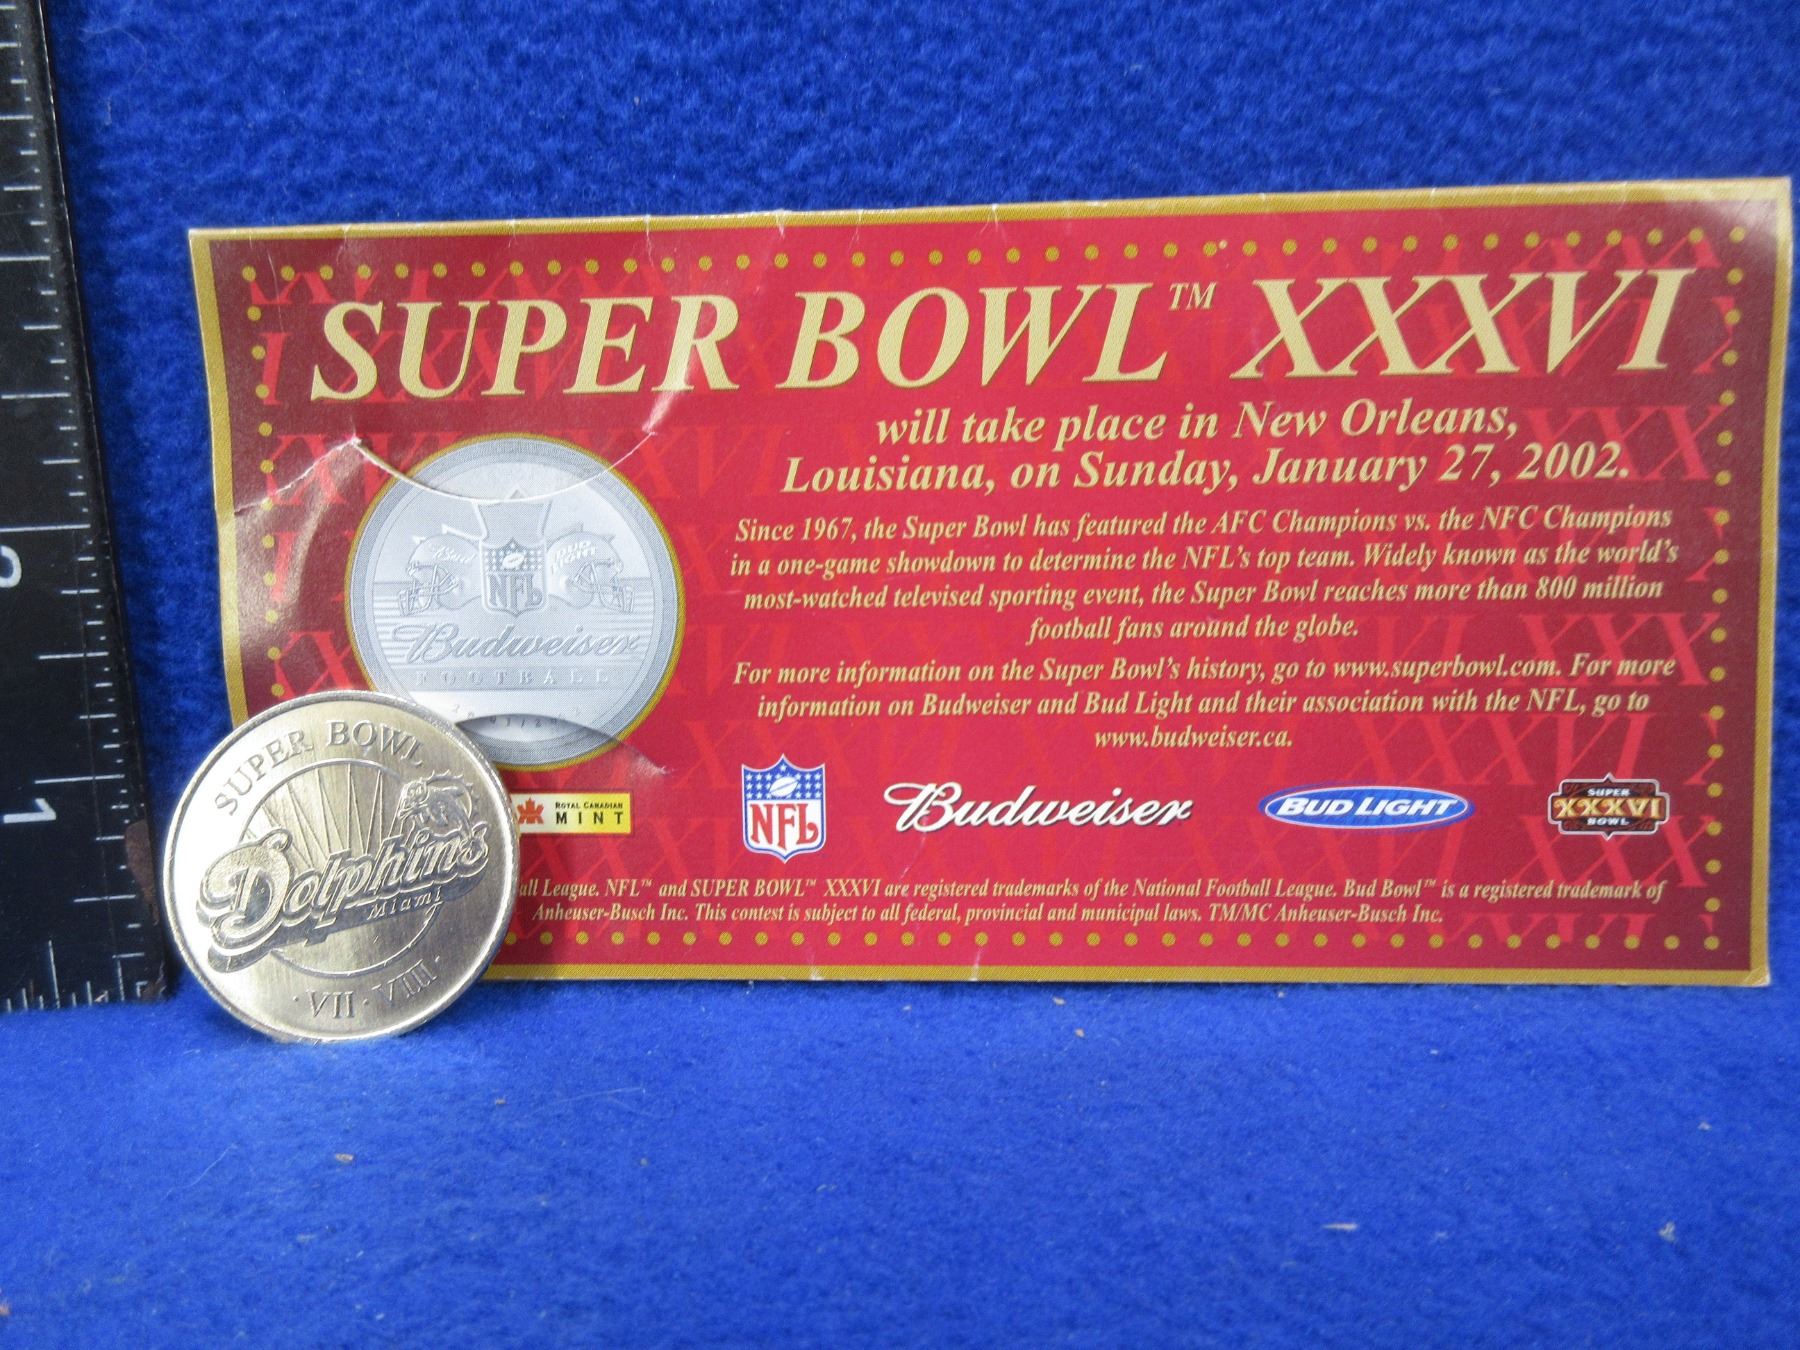 SUPER BOWL™ XXXVI
will take place in New Orleans,
Louisiana, on Sunday, January 27, 2002.
Since 1967, the Super Bowl has featured the AFC Champions vs. the NFC Champions
in a one-game showdown to determine the NFL's top team. Widely known as the world's
most-watched televised sporting event, the Super Bowl reaches more than 800 million
football fans around the globe.
For more information on the Super Bowl's history, go to www.superbowl.com. For more
information on Budweiser and Bud Light and their association with the NFL, go to
www.budweiser.ca.
Bud
BUD LIGHT
NFL
Budweiser
FOOTBALL
ROYAL CANADIAN
MINT
NFL
Budweiser
BUD LIGHT
SUPER
XXXVI
BOWL
all League. NFL™ and SUPER BOWL™ XXXVI are registered trademarks of the National Football League. Bud Bowl™ is a registered trademark of
Anheuser-Busch Inc. This contest is subject to all federal, provincial and municipal laws. TM/MC Anheuser-Busch Inc.
SUPER BOWL
Dolphins
Miami
·VII·VIII·
2
1